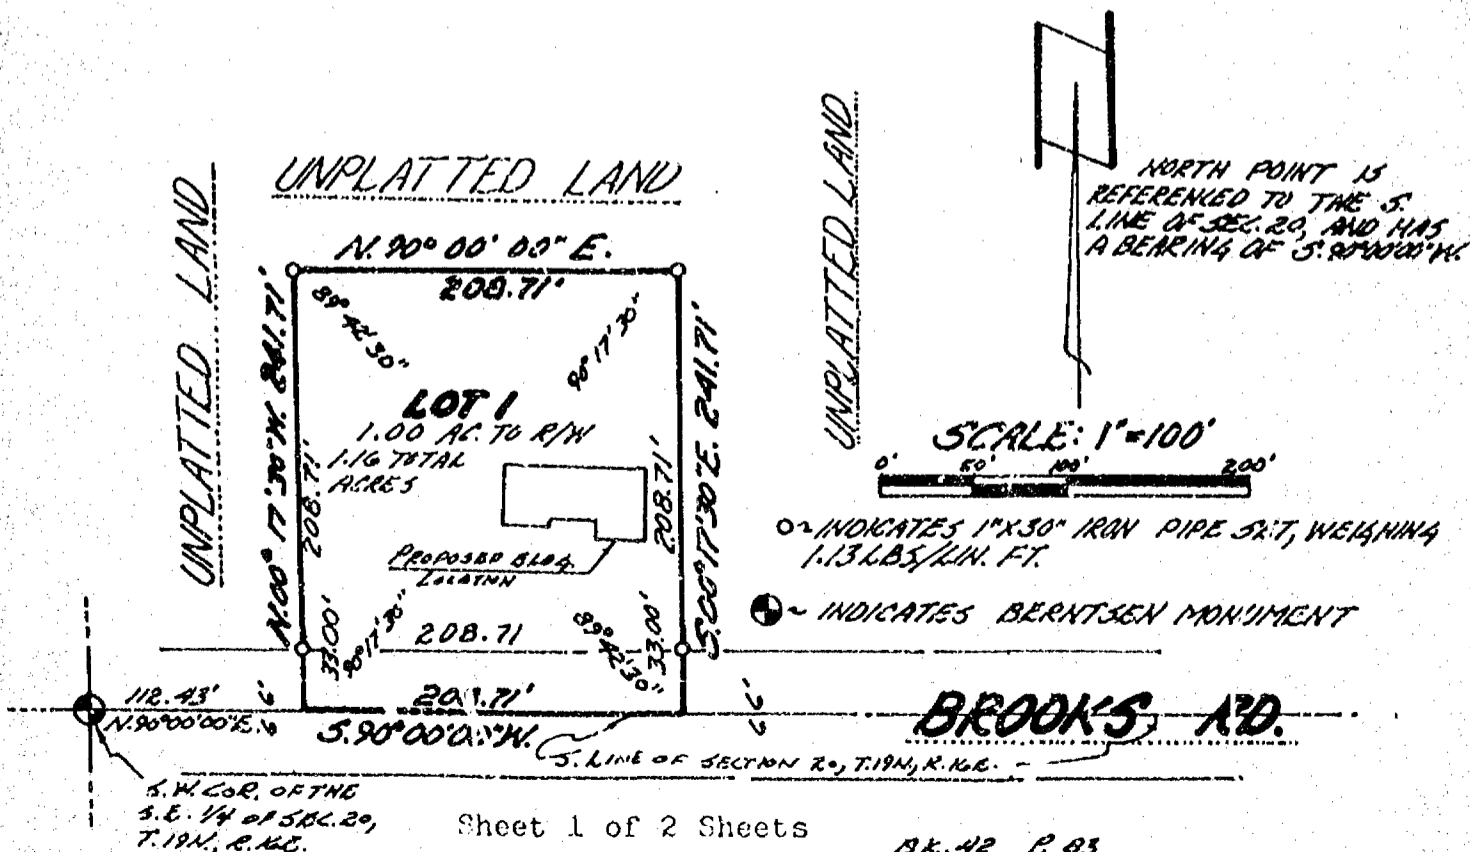 UNPLATTED LAND
UNPLATTED LAND
UNPLATTED LAND
NORTH POINT IS
REFERENCED TO THE S.
LINE OF SEC. 20, AND HAS
A BEARING OF S.90°00'00"W.
N.90° 00' 00" E.
208.71'
89° 42' 30"
90° 17' 30"
N.00° 17' 30" W. 241.71'
S.00° 17' 30" E. 241.71'
LOT 1
1.00 AC. TO R/W
1.16 TOTAL
ACRES
208.71'
208.71'
PROPOSED BLDG.
LOCATION
SCALE: 1"=100'
0' 50' 100' 200'
O~ INDICATES 1"X30" IRON PIPE SET, WEIGHING
1.13 LBS/LIN. FT.
~ INDICATES BERNTSEN MONUMENT
33.00'
90° 17' 30"
208.71
89° 42' 30"
33.00'
112.43'
N.90°00'00"E.
208.71'
S.90°00'00"W.
BROOKS RD.
S. LINE OF SECTION 20, T.19N, R.16E.
S.W. COR. OF THE
S.E. 1/4 OF SEC. 20,
T.19N., R.16E.
Sheet 1 of 2 Sheets
BK. 42 P. 83